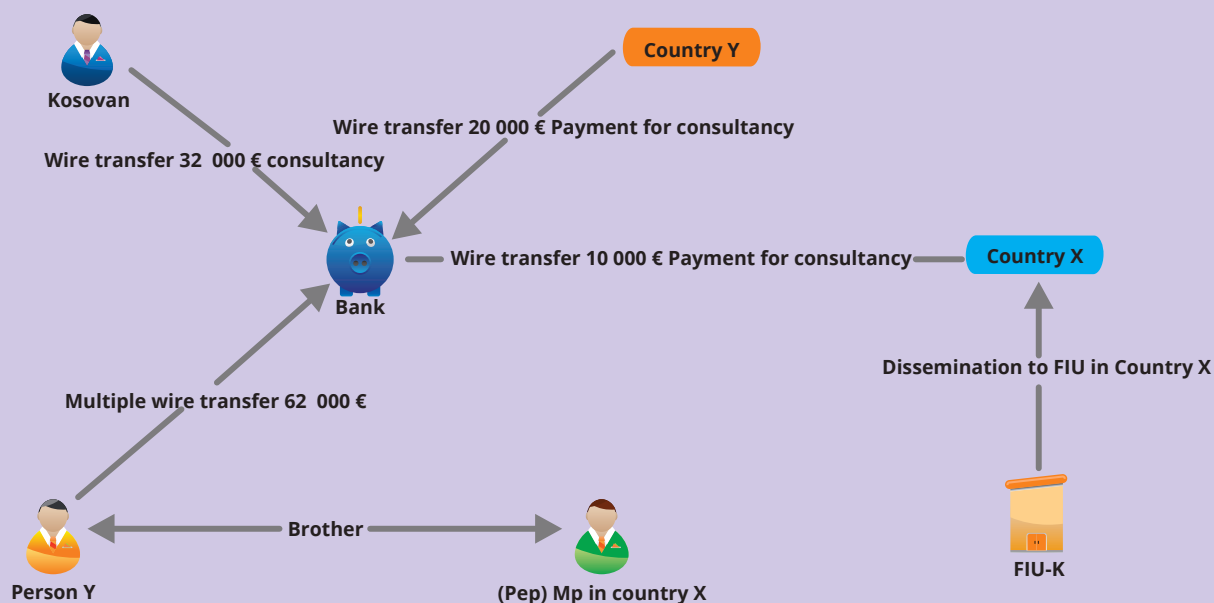 Country Y
Kosovan
Wire transfer 20 000 € Payment for consultancy
Wire transfer 32 000 € consultancy
Wire transfer 10 000 € Payment for consultancy
Country X
Bank
Dissemination to FIU in Country X
Multiple wire transfer 62 000 €
Brother
FIU-K
Person Y
(Pep) Mp in country X